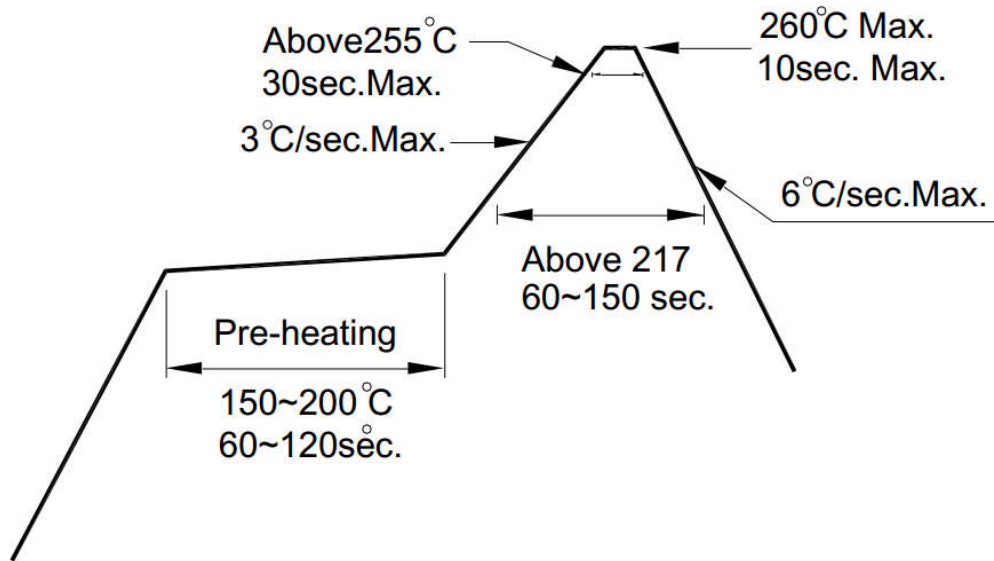 Above255°C
30sec.Max.
260°C Max.
10sec. Max.
3°C/sec.Max.
6°C/sec.Max.
Above 217
60~150 sec.
Pre-heating
150~200°C
60~120sec.